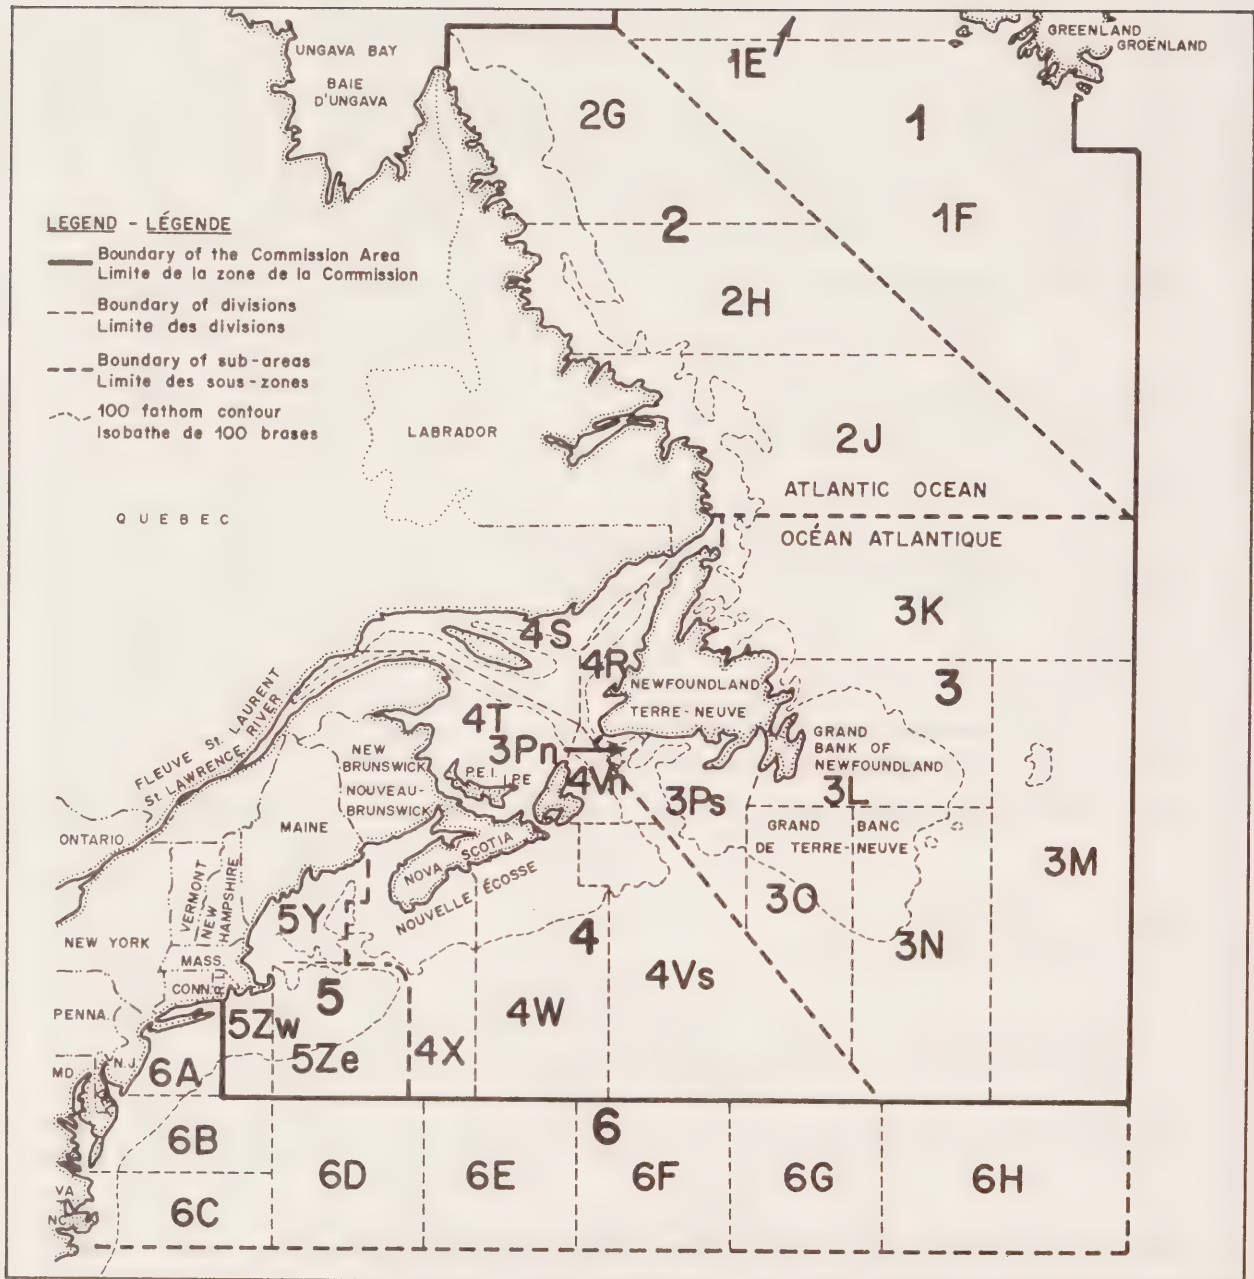 UNGAVA BAY
BAIE
D'UNGAVA
GREENLAND
GROENLAND
1E
2G
1
1F
2
2H
LEGEND - LÉGENDE
Boundary of the Commission Area
Limite de la zone de la Commission
Boundary of divisions
Limite des divisions
Boundary of sub-areas
Limite des sous-zones
100 fathom contour
Isobathe de 100 brases
LABRADOR
2J
ATLANTIC OCEAN
OCÉAN ATLANTIQUE
QUEBEC
3K
4S
4R
NEWFOUNDLAND
TERRE-NEUVE
3
FLEUVE St. LAURENT
St. LAWRENCE RIVER
4T
3Pn
4Vn
3Ps
GRAND
BANK OF
NEWFOUNDLAND
3L
NEW
BRUNSWICK
NOUVEAU-
BRUNSWICK
P.E.I.
I.P.E
GRAND BANC
DE TERRE-NEUVE
ONTARIO
MAINE
NOVA SCOTIA
NOUVELLE ÉCOSSE
3O
3M
3N
VERMONT
NEW
HAMPSHIRE
5Y
4
NEW YORK
MASS.
CONN.
R.I.
5
5Zw
5Ze
4X
4W
4Vs
PENNA.
N.J.
MD.
6A
6B
6
6C
6D
6E
6F
6G
6H
VA
NC